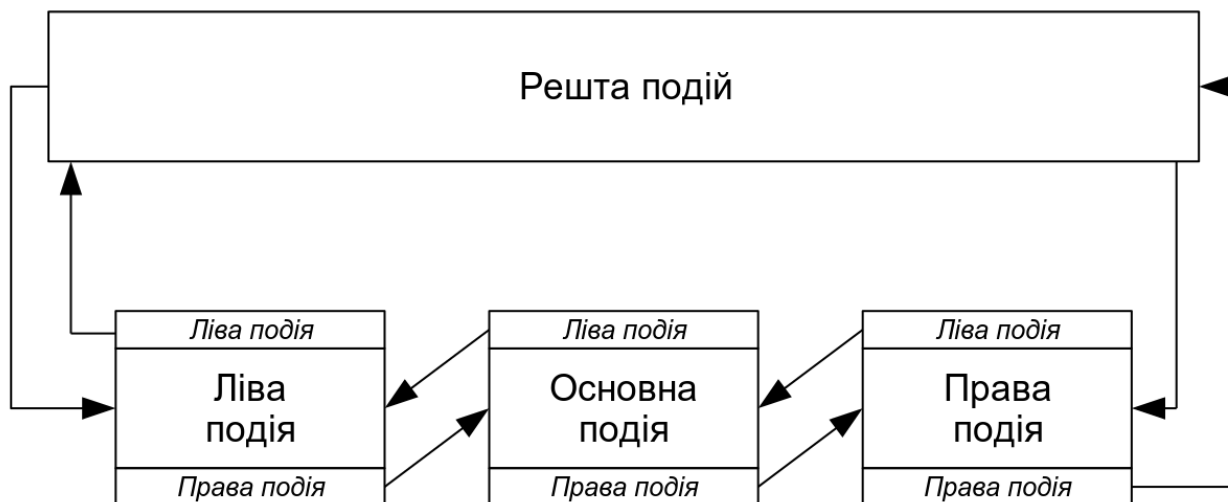 Решта подій
Ліва подія
Ліва подія
Ліва подія
Ліва
подія
Основна
подія
Права
подія
Права подія
Права подія
Права подія